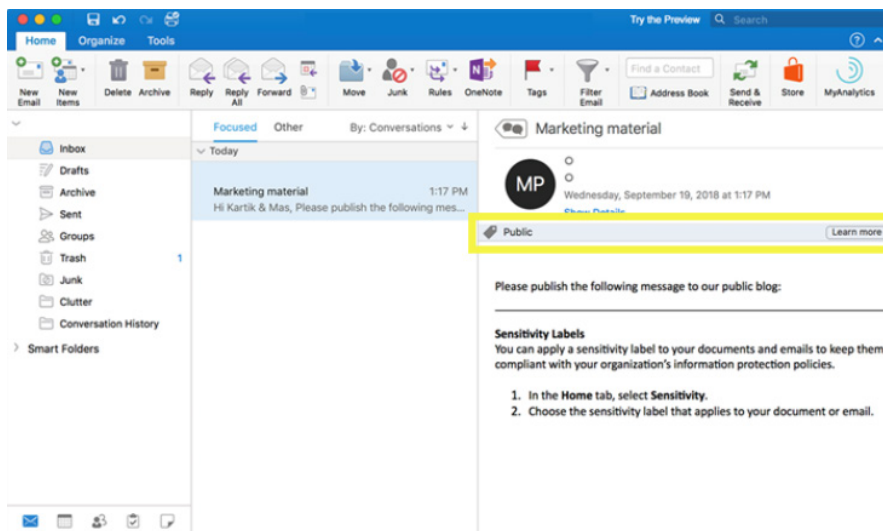 Try the Preview
Search
Home Organize Tools
New Email
New Items
Delete
Archive
Reply
Reply All
Forward
Move
Junk
Rules
OneNote
Tags
Filter Email
Find a Contact
Address Book
Send & Receive
Store
MyAnalytics
Inbox
Drafts
Archive
Sent
Groups
Trash 1
Junk
Clutter
Conversation History
Smart Folders
Focused Other By: Conversations
Today
Marketing material 1:17 PM
Hi Kartik & Mas, Please publish the following mes...
Marketing material
MP
Wednesday, September 19, 2018 at 1:17 PM
Show Details
Public Learn more
Please publish the following message to our public blog:
Sensitivity Labels
You can apply a sensitivity label to your documents and emails to keep them
compliant with your organization's information protection policies.
1. In the Home tab, select Sensitivity.
2. Choose the sensitivity label that applies to your document or email.